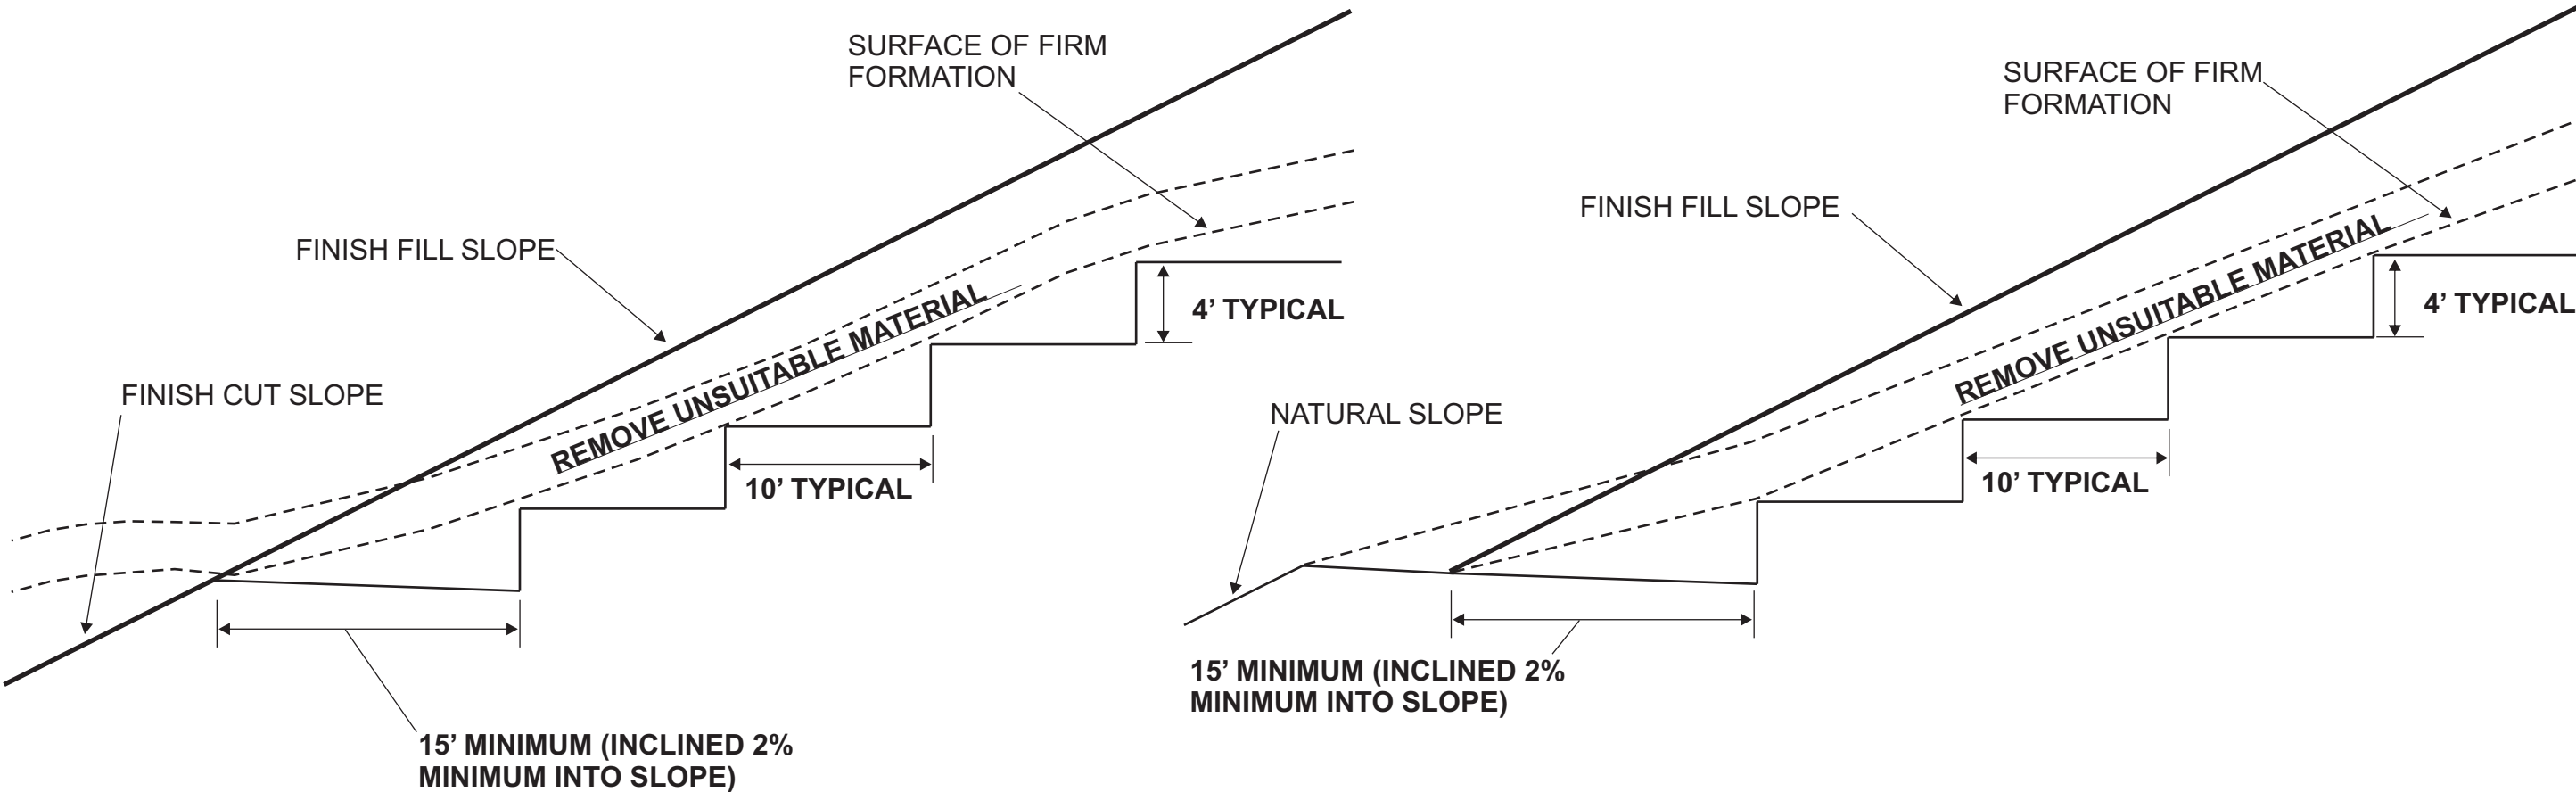 SURFACE OF FIRM
FORMATION
FINISH FILL SLOPE
FINISH CUT SLOPE
REMOVE UNSUITABLE MATERIAL
4’ TYPICAL
10’ TYPICAL
15’ MINIMUM (INCLINED 2%
MINIMUM INTO SLOPE)
SURFACE OF FIRM
FORMATION
FINISH FILL SLOPE
NATURAL SLOPE
REMOVE UNSUITABLE MATERIAL
4’ TYPICAL
10’ TYPICAL
15’ MINIMUM (INCLINED 2%
MINIMUM INTO SLOPE)